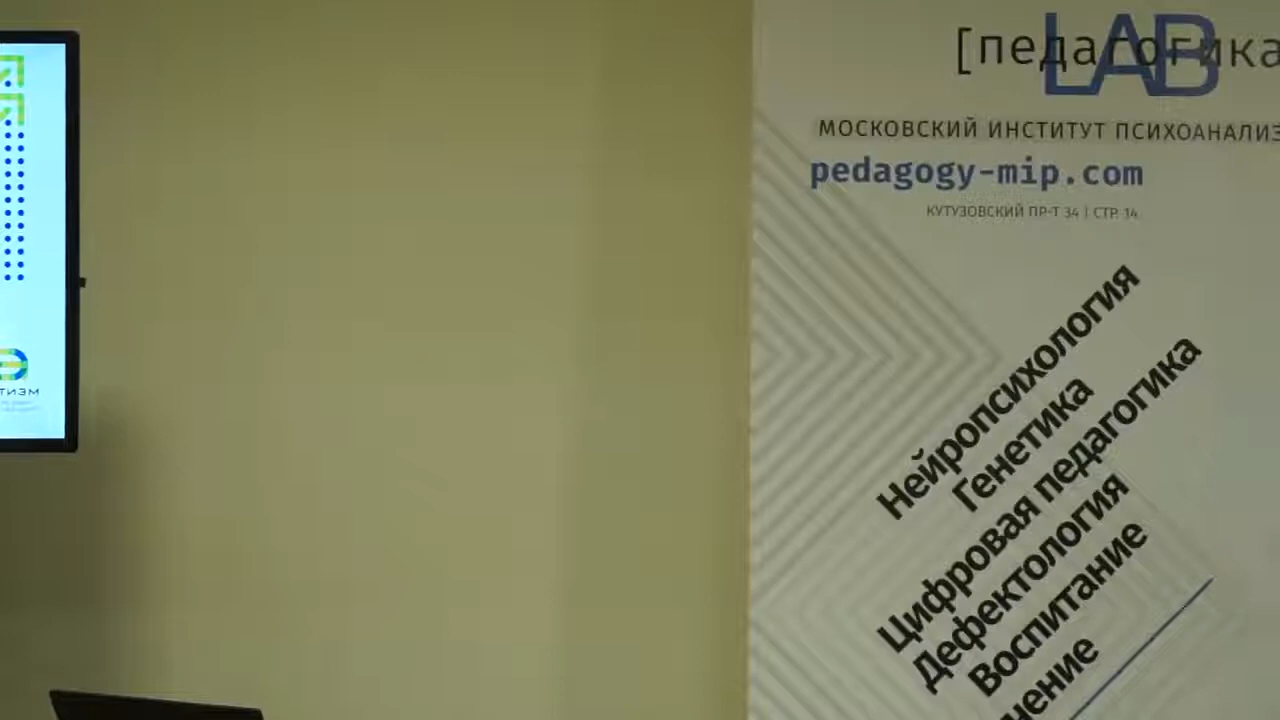 [педагогика
LAB
МОСКОВСКИЙ ИНСТИТУТ ПСИХОАНАЛИЗ
pedagogy-mip.com
КУТУЗОВСКИЙ ПР-Т 34 | СТР. 14
Нейропсихология
Генетика
Цифровая педагогика
Дефектология
Воспитание
нение
тизм